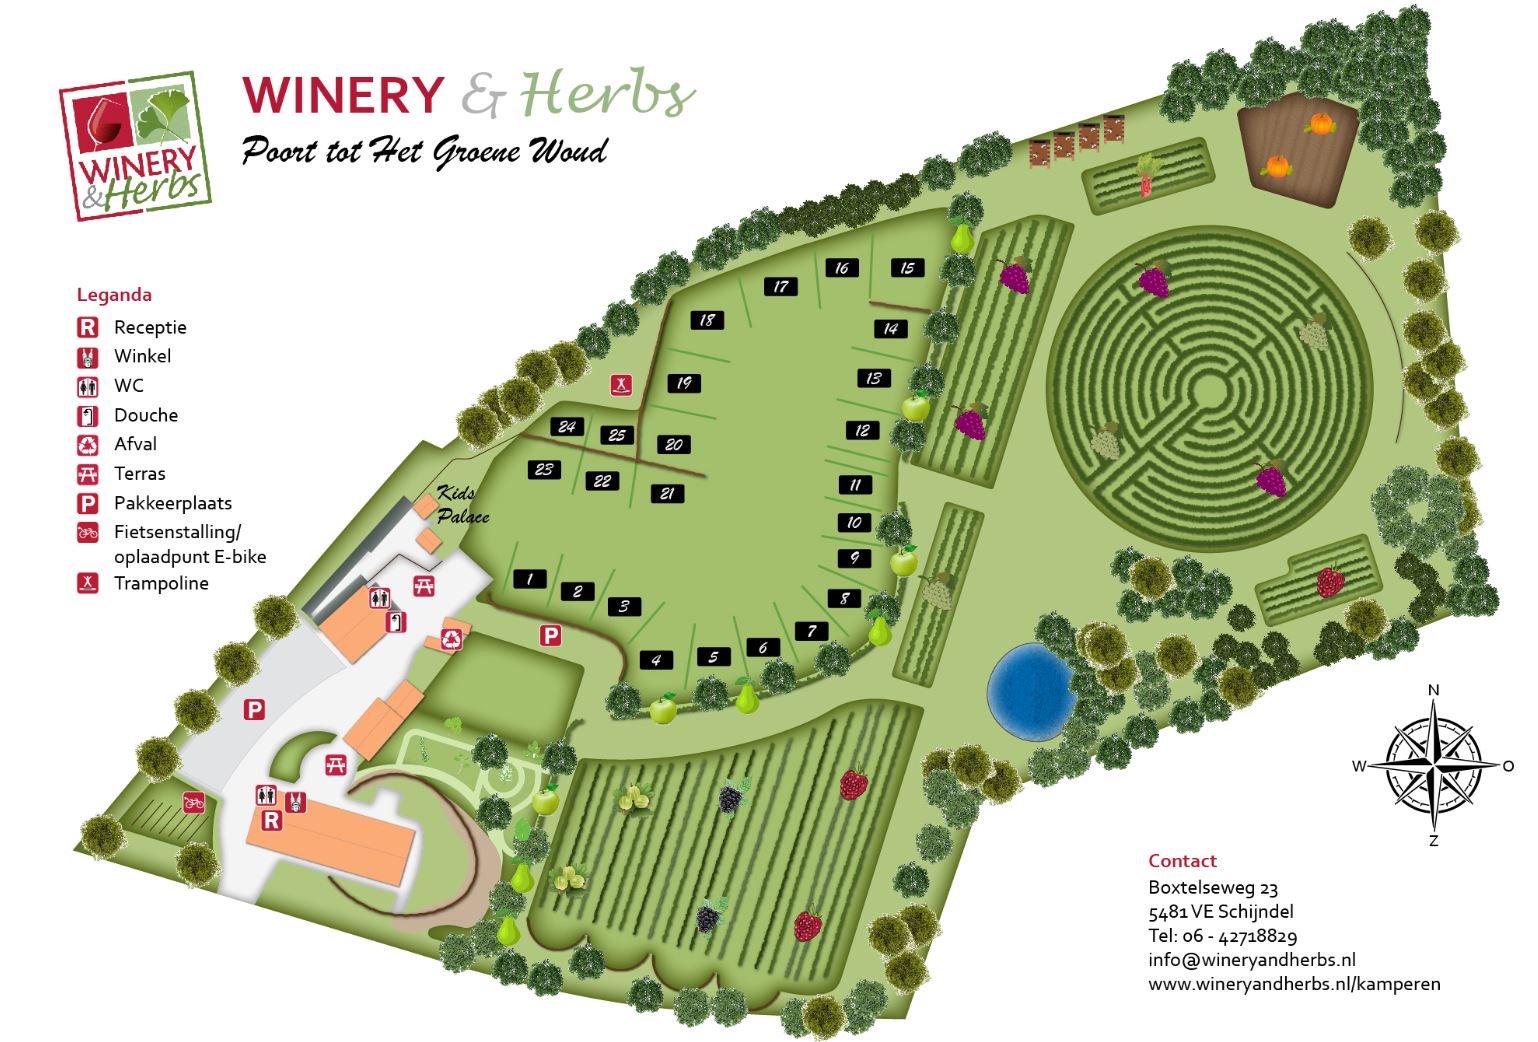 WINERY & Herbs
Poort tot Het Groene Woud
WINERY
&Herbs
Leganda
R Receptie
Winkel
WC
Douche
Afval
Terras
P Pakkeerplaats
Fietsenstalling/
oplaadpunt E-bike
Trampoline
15
16
17
18
14
13
19
12
24
25
20
23
22
21
11
10
9
8
Kids
Palace
1
2
3
P
7
6
5
4
P
R
N
W
O
Z
Contact
Boxtelseweg 23
5481 VE Schijndel
Tel: 06 - 42718829
info@wineryandherbs.nl
www.wineryandherbs.nl/kamperen